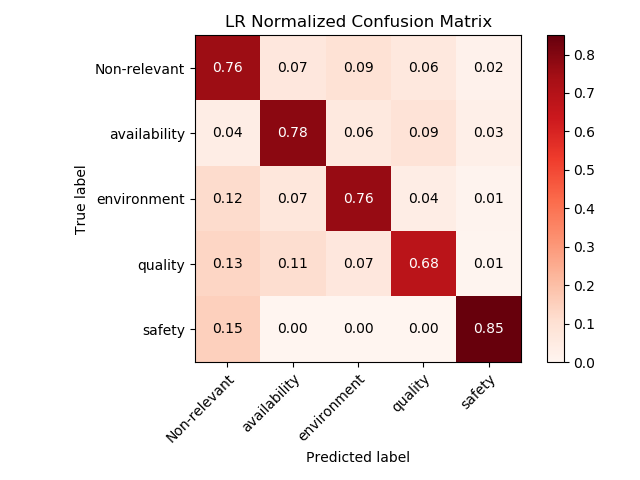 LR Normalized Confusion Matrix
True label
Non-relevant 0.76 0.07 0.09 0.06 0.02
availability 0.04 0.78 0.06 0.09 0.03
environment 0.12 0.07 0.76 0.04 0.01
quality 0.13 0.11 0.07 0.68 0.01
safety 0.15 0.00 0.00 0.00 0.85
Non-relevant availability environment quality safety
Predicted label
0.8
0.7
0.6
0.5
0.4
0.3
0.2
0.1
0.0